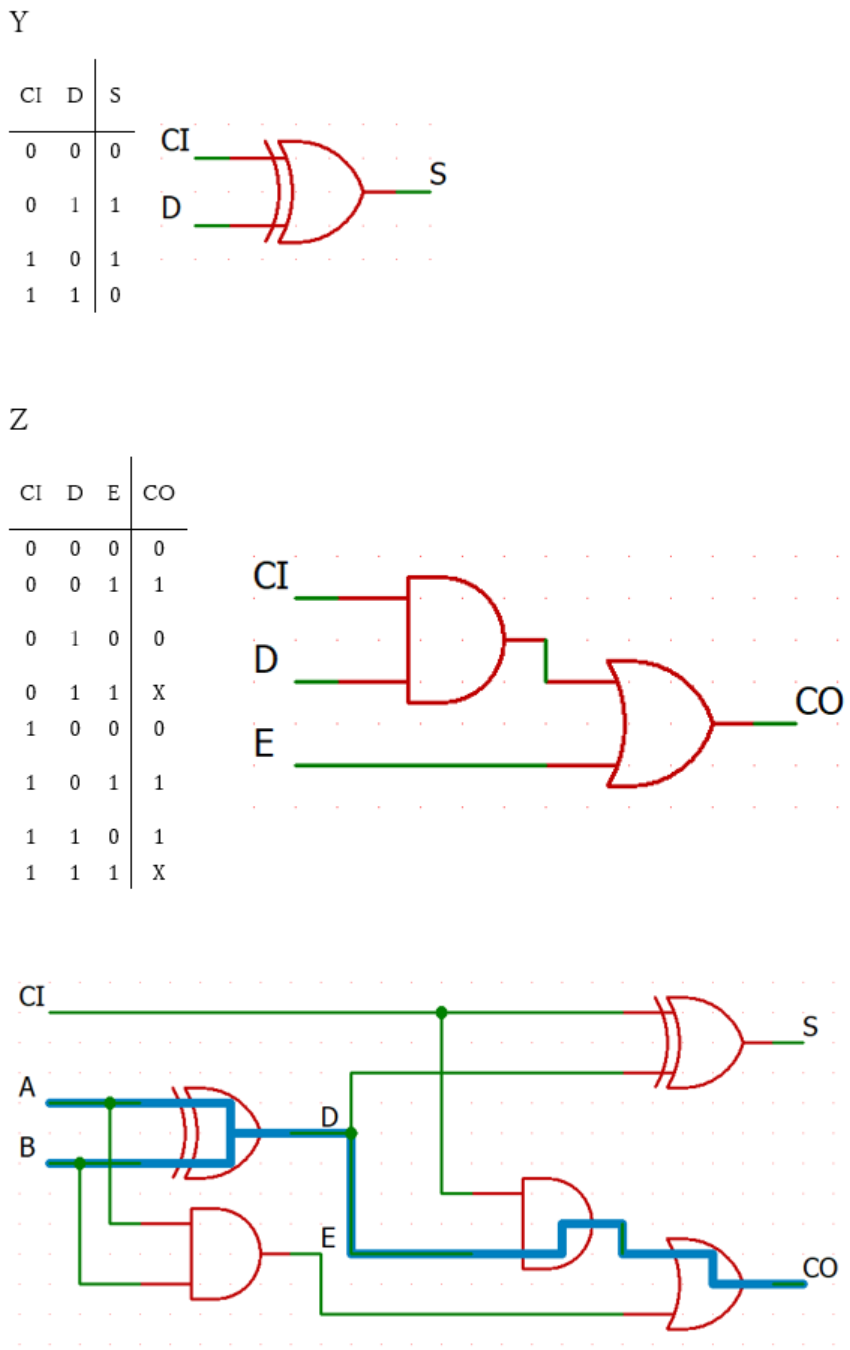 Y
CI D S
0 0 0
0 1 1
1 0 1
1 1 0
CI
D
S
Z
CI D E CO
0 0 0 0
0 0 1 1
0 1 0 0
0 1 1 X
1 0 0 0
1 0 1 1
1 1 0 1
1 1 1 X
CI
D
E
CO
CI
S
A
D
B
E
CO